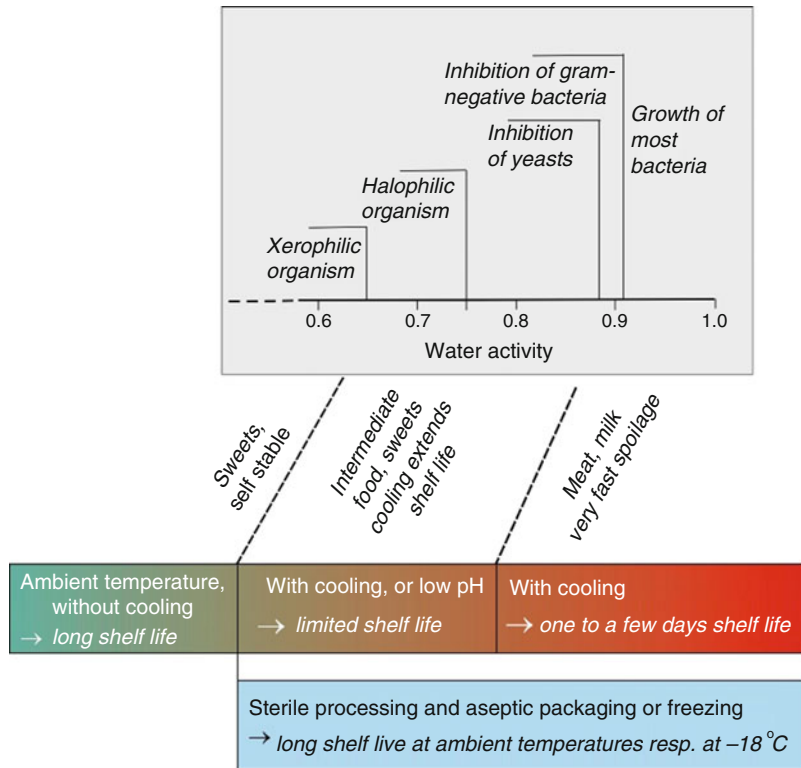 Inhibition of gram-
negative bacteria
Growth of
most
bacteria
Inhibition
of yeasts
Halophilic
organism
Xerophilic
organism
0.6 0.7 0.8 0.9 1.0
Water activity
Sweets,
self stable
Intermediate
food, sweets
cooling extends
shelf life
Meat, milk
very fast spoilage
Ambient temperature,
without cooling
→ long shelf life
With cooling, or low pH
→ limited shelf life
With cooling
→ one to a few days shelf life
Sterile processing and aseptic packaging or freezing
→ long shelf live at ambient temperatures resp. at –18 °C